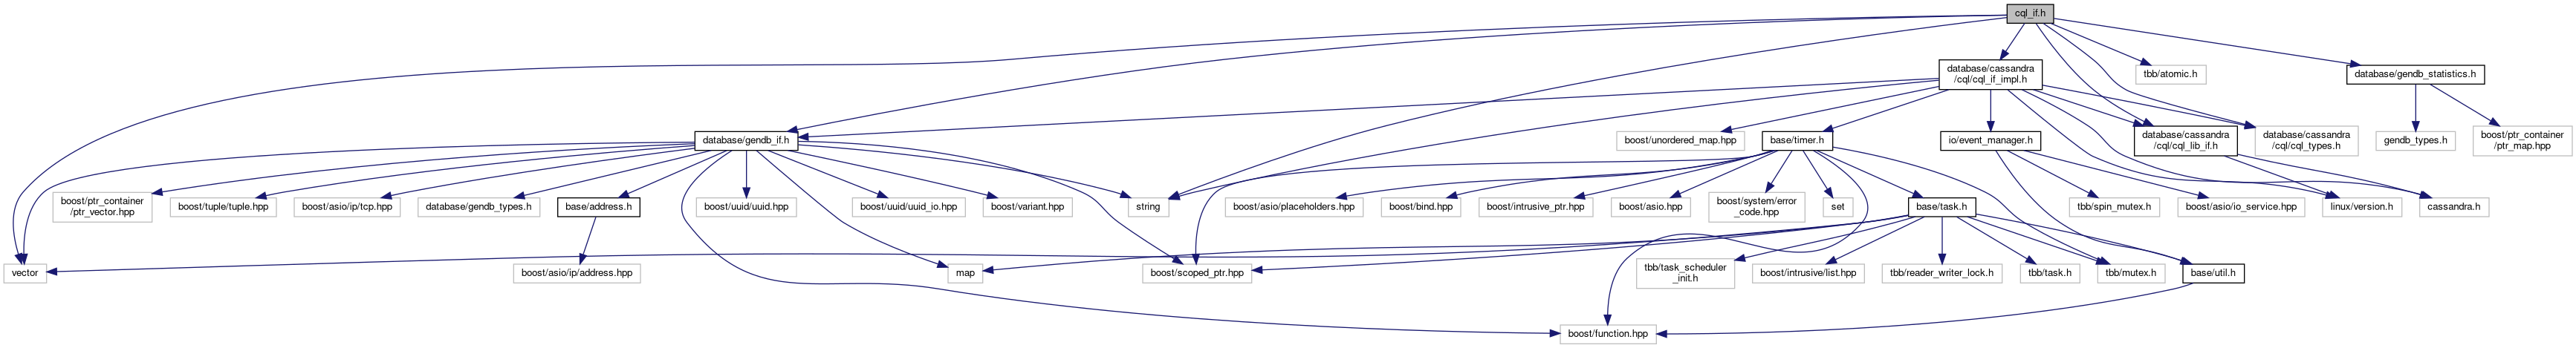 cql_if.h
database/cassandra
/cql/cql_if_impl.h
tbb/atomic.h
database/gendb_statistics.h
database/gendb_if.h
boost/unordered_map.hpp
base/timer.h
io/event_manager.h
database/cassandra
/cql/cql_lib_if.h
database/cassandra
/cql/cql_types.h
gendb_types.h
boost/ptr_container
/ptr_map.hpp
boost/ptr_container
/ptr_vector.hpp
boost/tuple/tuple.hpp
boost/asio/ip/tcp.hpp
database/gendb_types.h
base/address.h
boost/uuid/uuid.hpp
boost/uuid/uuid_io.hpp
boost/variant.hpp
string
boost/asio/placeholders.hpp
boost/bind.hpp
boost/intrusive_ptr.hpp
boost/asio.hpp
boost/system/error
_code.hpp
set
base/task.h
tbb/spin_mutex.h
boost/asio/io_service.hpp
linux/version.h
cassandra.h
vector
boost/asio/ip/address.hpp
map
boost/scoped_ptr.hpp
tbb/task_scheduler
_init.h
boost/intrusive/list.hpp
tbb/reader_writer_lock.h
tbb/task.h
tbb/mutex.h
base/util.h
boost/function.hpp